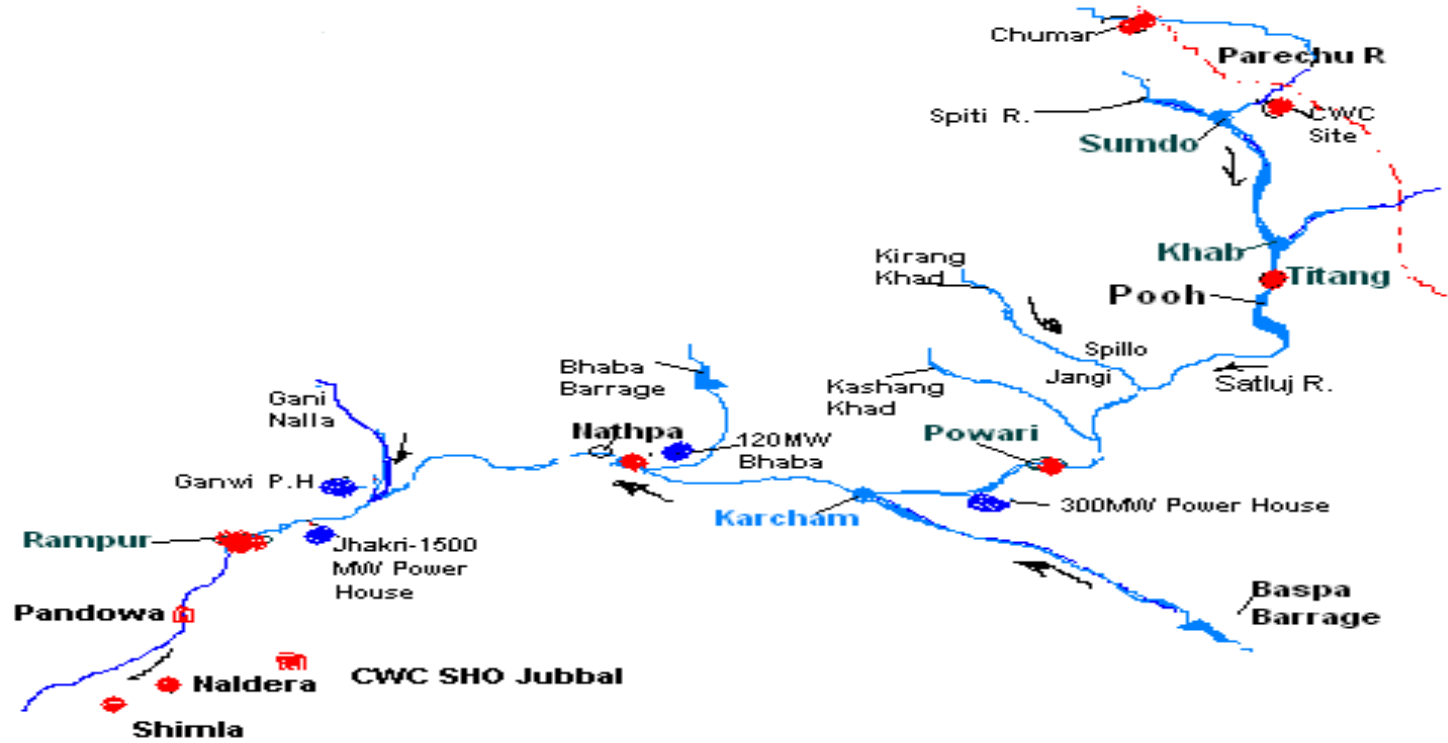 Chumar
Parechu R
Spiti R.
CWC
Site
Sumdo
Khab
Titang
Kirang
Khad
Pooh
Spillo
Jangi
Satluj R.
Bhaba
Barrage
Kashang
Khad
Gani
Nalla
Nathpa
120MW
Bhaba
Powari
Ganwi P.H.
300MW Power House
Karcham
Rampur
Jhakri-1500
MW Power
House
Baspa
Barrage
Pandowa
Naldera
CWC SHO Jubbal
Shimla